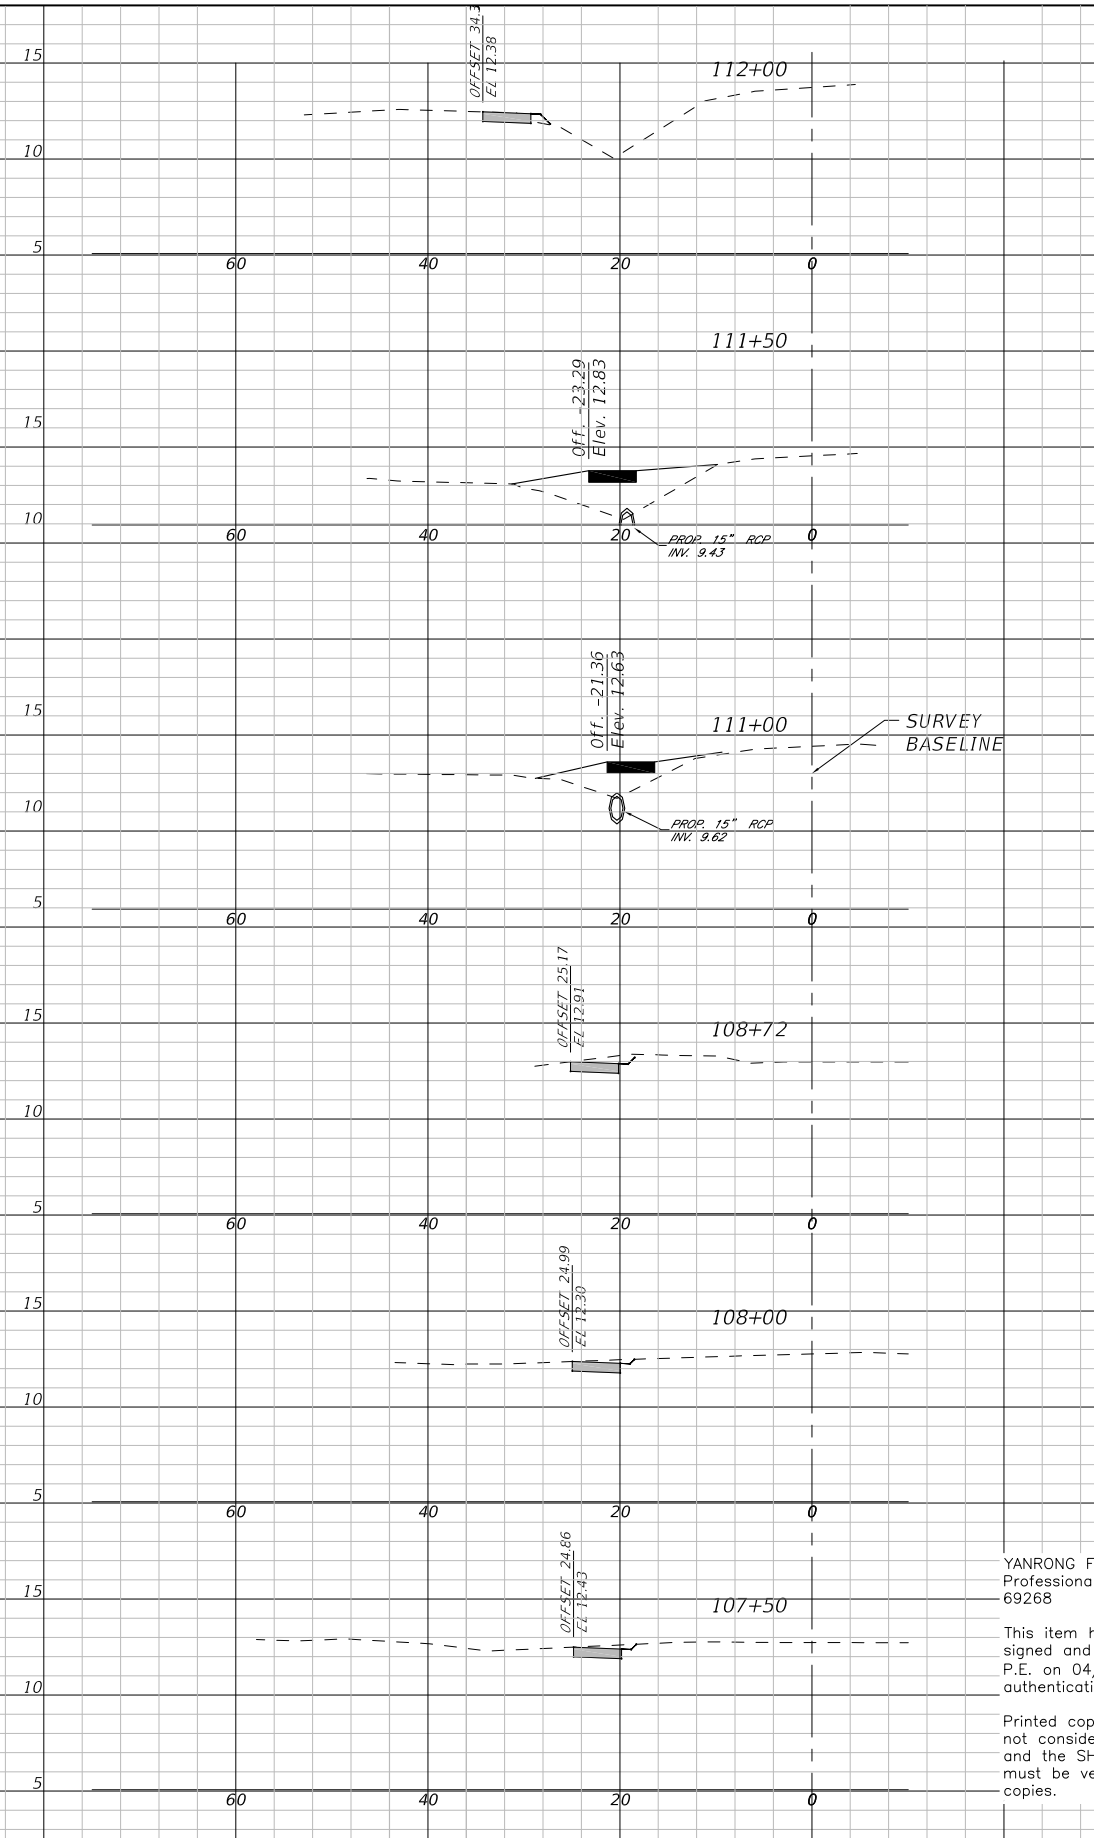 OFFSET 34.3
EL 12.38
15
112+00
10
5
60 40 20 0
111+50
Off. -23.29
Elev. 12.83
15
10
60 40 20 0
PROP. 15" RCP
INV. 9.43
Off. -21.36
Elev. 12.63
15
111+00
SURVEY
BASELINE
10
PROP. 15" RCP
INV. 9.62
5
60 40 20 0
OFFSET 25.17
EL 12.91
15
108+72
10
5
60 40 20 0
OFFSET 24.99
EL 12.30
15
108+00
10
5
60 40 20 0
OFFSET 24.86
EL 12.43
15
107+50
10
5
60 40 20 0
YANRONG F
Professiona
69268
This item h
signed and
P.E. on 04/
authenticati
Printed cop
not conside
and the SH
must be ve
copies.